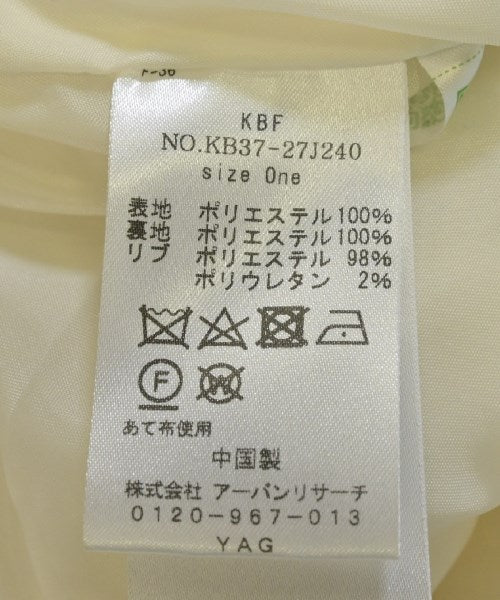 F-36
KBF
NO.KB37-27J240
size One
表地 ポリエステル100%
裏地 ポリエステル100%
リブ ポリエステル 98%
ポリウレタン 2%
F W
あて布使用
中国製
株式会社 アーバンリサーチ
0120-967-013
YAG